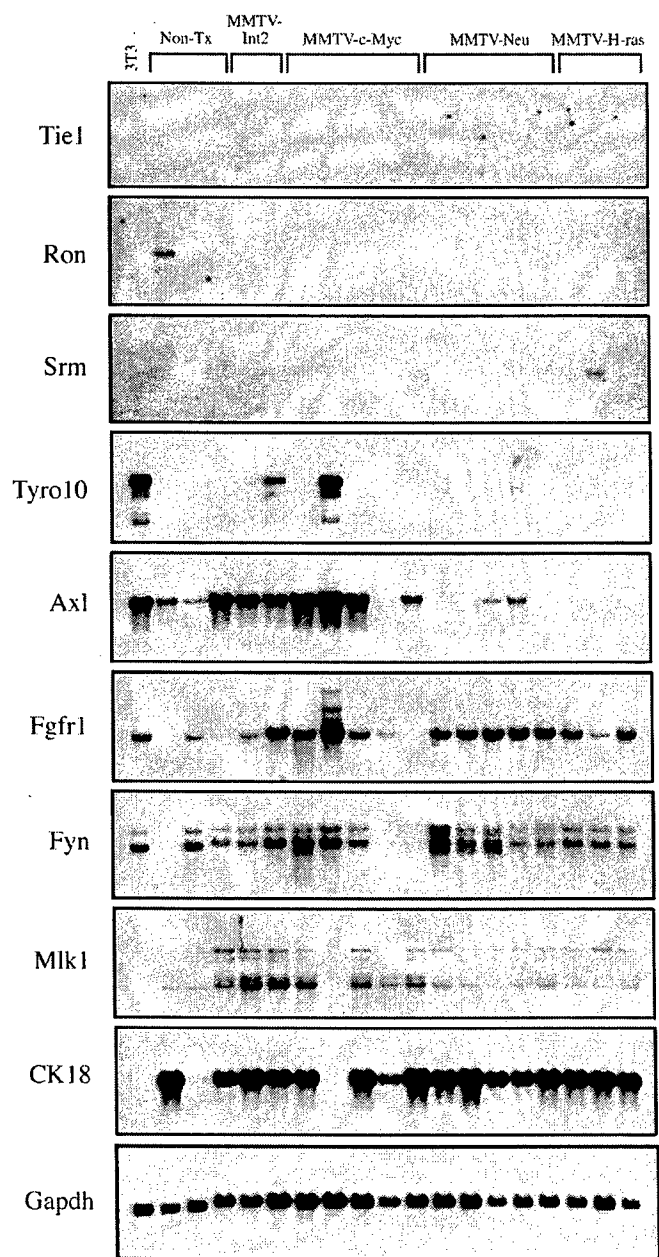 3T3
Non-Tx
MMTV-
Int2
MMTV-c-Myc
MMTV-Neu
MMTV-H-ras
Tie1
Ron
Srm
Tyro10
Axl
Fgfr1
Fyn
Mlk1
CK18
Gapdh